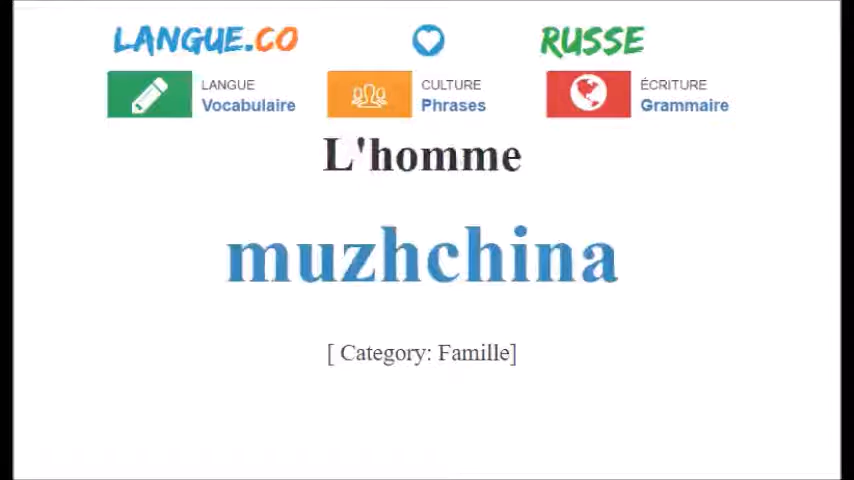 LANGUE.CO RUSSE
LANGUE CULTURE ÉCRITURE
Vocabulaire Phrases Grammaire
L'homme
muzhchina
[ Category: Famille]